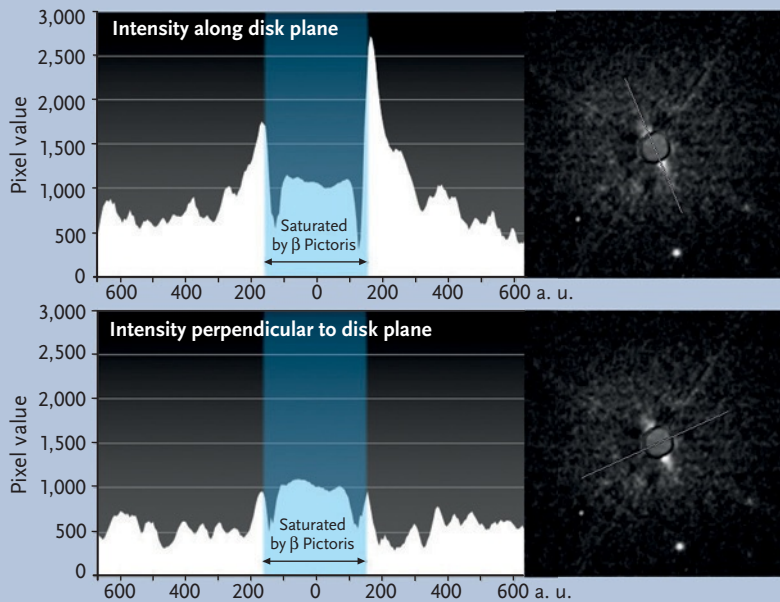 Intensity along disk plane
Pixel value
3,000
2,500
2,000
1,500
1,000
500
0
Saturated
by β Pictoris
600 400 200 0 200 400 600 a. u.
Intensity perpendicular to disk plane
Pixel value
3,000
2,500
2,000
1,500
1,000
500
0
Saturated
by β Pictoris
600 400 200 0 200 400 600 a. u.